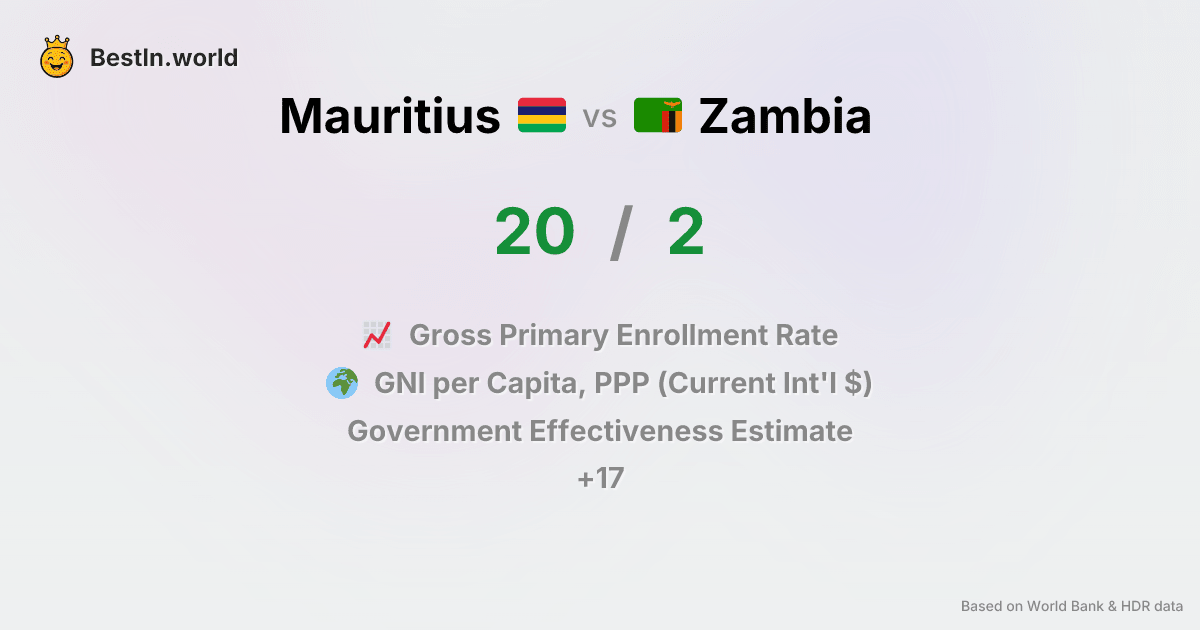 BestIn.world
Mauritius vs Zambia
20 / 2
Gross Primary Enrollment Rate
GNI per Capita, PPP (Current Int'l $)
Government Effectiveness Estimate
+17
Based on World Bank & HDR data